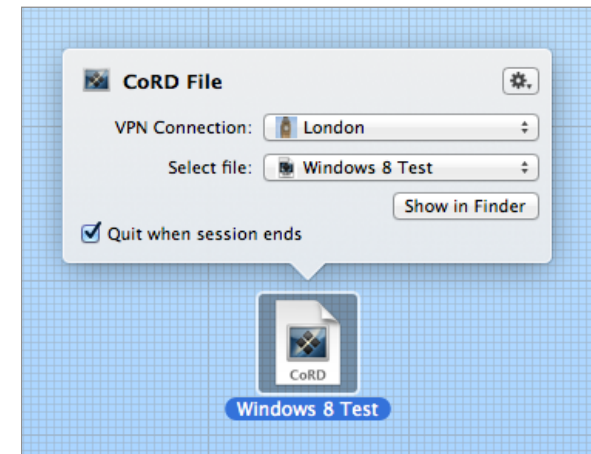 CoRD File
VPN Connection: London
Select file: Windows 8 Test
Show in Finder
Quit when session ends
CoRD
Windows 8 Test